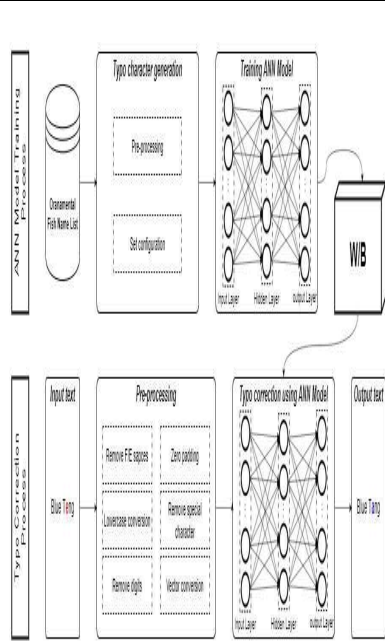 ANN Model Training
Process
Oranamental
Fish Name List
Typo character generation
Pre-processing
Set configuration
Training ANN Model
Input Layer
Hidden Layer
output Layer
W/B
Typo Correction
Process
Input text
Blue Teng
Pre-processing
Remove F/E sapces
Zero padding
Lowercase conversion
Remove special
character
Remove digits
Vector conversion
Typo correction using ANN Model
Input Layer
Hidden Layer
output Layer
Output text
Blue Tang